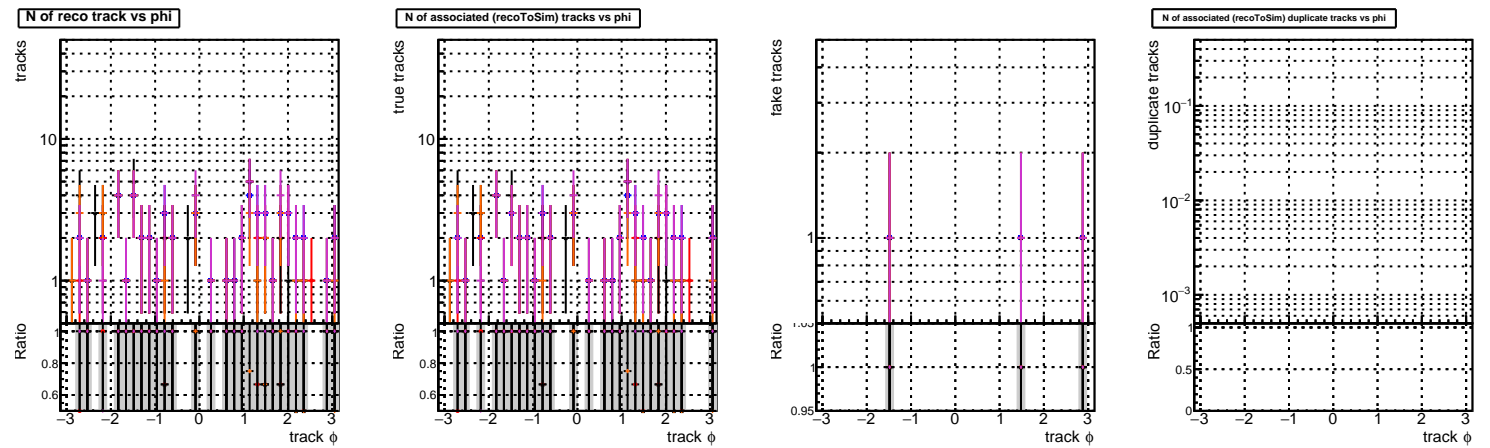 N of reco track vs phi
tracks
10
1
Ratio
1
0.8
0.6
−3 −2 −1 0 1 2 3
track ϕ
N of associated (recoToSim) tracks vs phi
true tracks
10
1
Ratio
1
0.8
0.6
−3 −2 −1 0 1 2 3
track ϕ
fake tracks
1
Ratio
1.05
1
0.95
−3 −2 −1 0 1 2 3
track ϕ
N of associated (recoToSim) duplicate tracks vs phi
duplicate tracks
10⁻¹
10⁻²
10⁻³
Ratio
1
0.5
0
−3 −2 −1 0 1 2 3
track ϕ